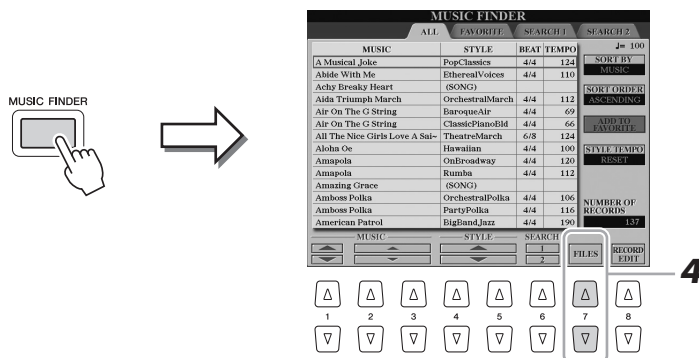 MUSIC FINDER
MUSIC FINDER
ALL FAVORITE SEARCH 1 SEARCH 2
♩= 100
MUSIC STYLE BEAT TEMPO
A Musical Joke PopClassics 4/4 124
Abide With Me EtherealVoices 4/4 110
Achy Breaky Heart (SONG)
Aida Triumph March OrchestralMarch 4/4 112
Air On The G String BaroqueAir 4/4 69
Air On The G String ClassicPianoBld 4/4 66
All The Nice Girls Love A Sai~ TheatreMarch 6/8 124
Aloha Oe Hawaiian 4/4 100
Amapola OnBroadway 4/4 120
Amapola Rumba 4/4 112
Amazing Grace (SONG)
Amboss Polka OrchestralPolka 4/4 106
Amboss Polka PartyPolka 4/4 116
American Patrol BigBandJazz 4/4 190
SORT BY
MUSIC
SORT ORDER
ASCENDING
ADD TO
FAVORITE
STYLE TEMPO
RESET
NUMBER OF
RECORDS
137
MUSIC STYLE SEARCH
1
2
FILES
RECORD
EDIT
4
1 2 3 4 5 6 7 8